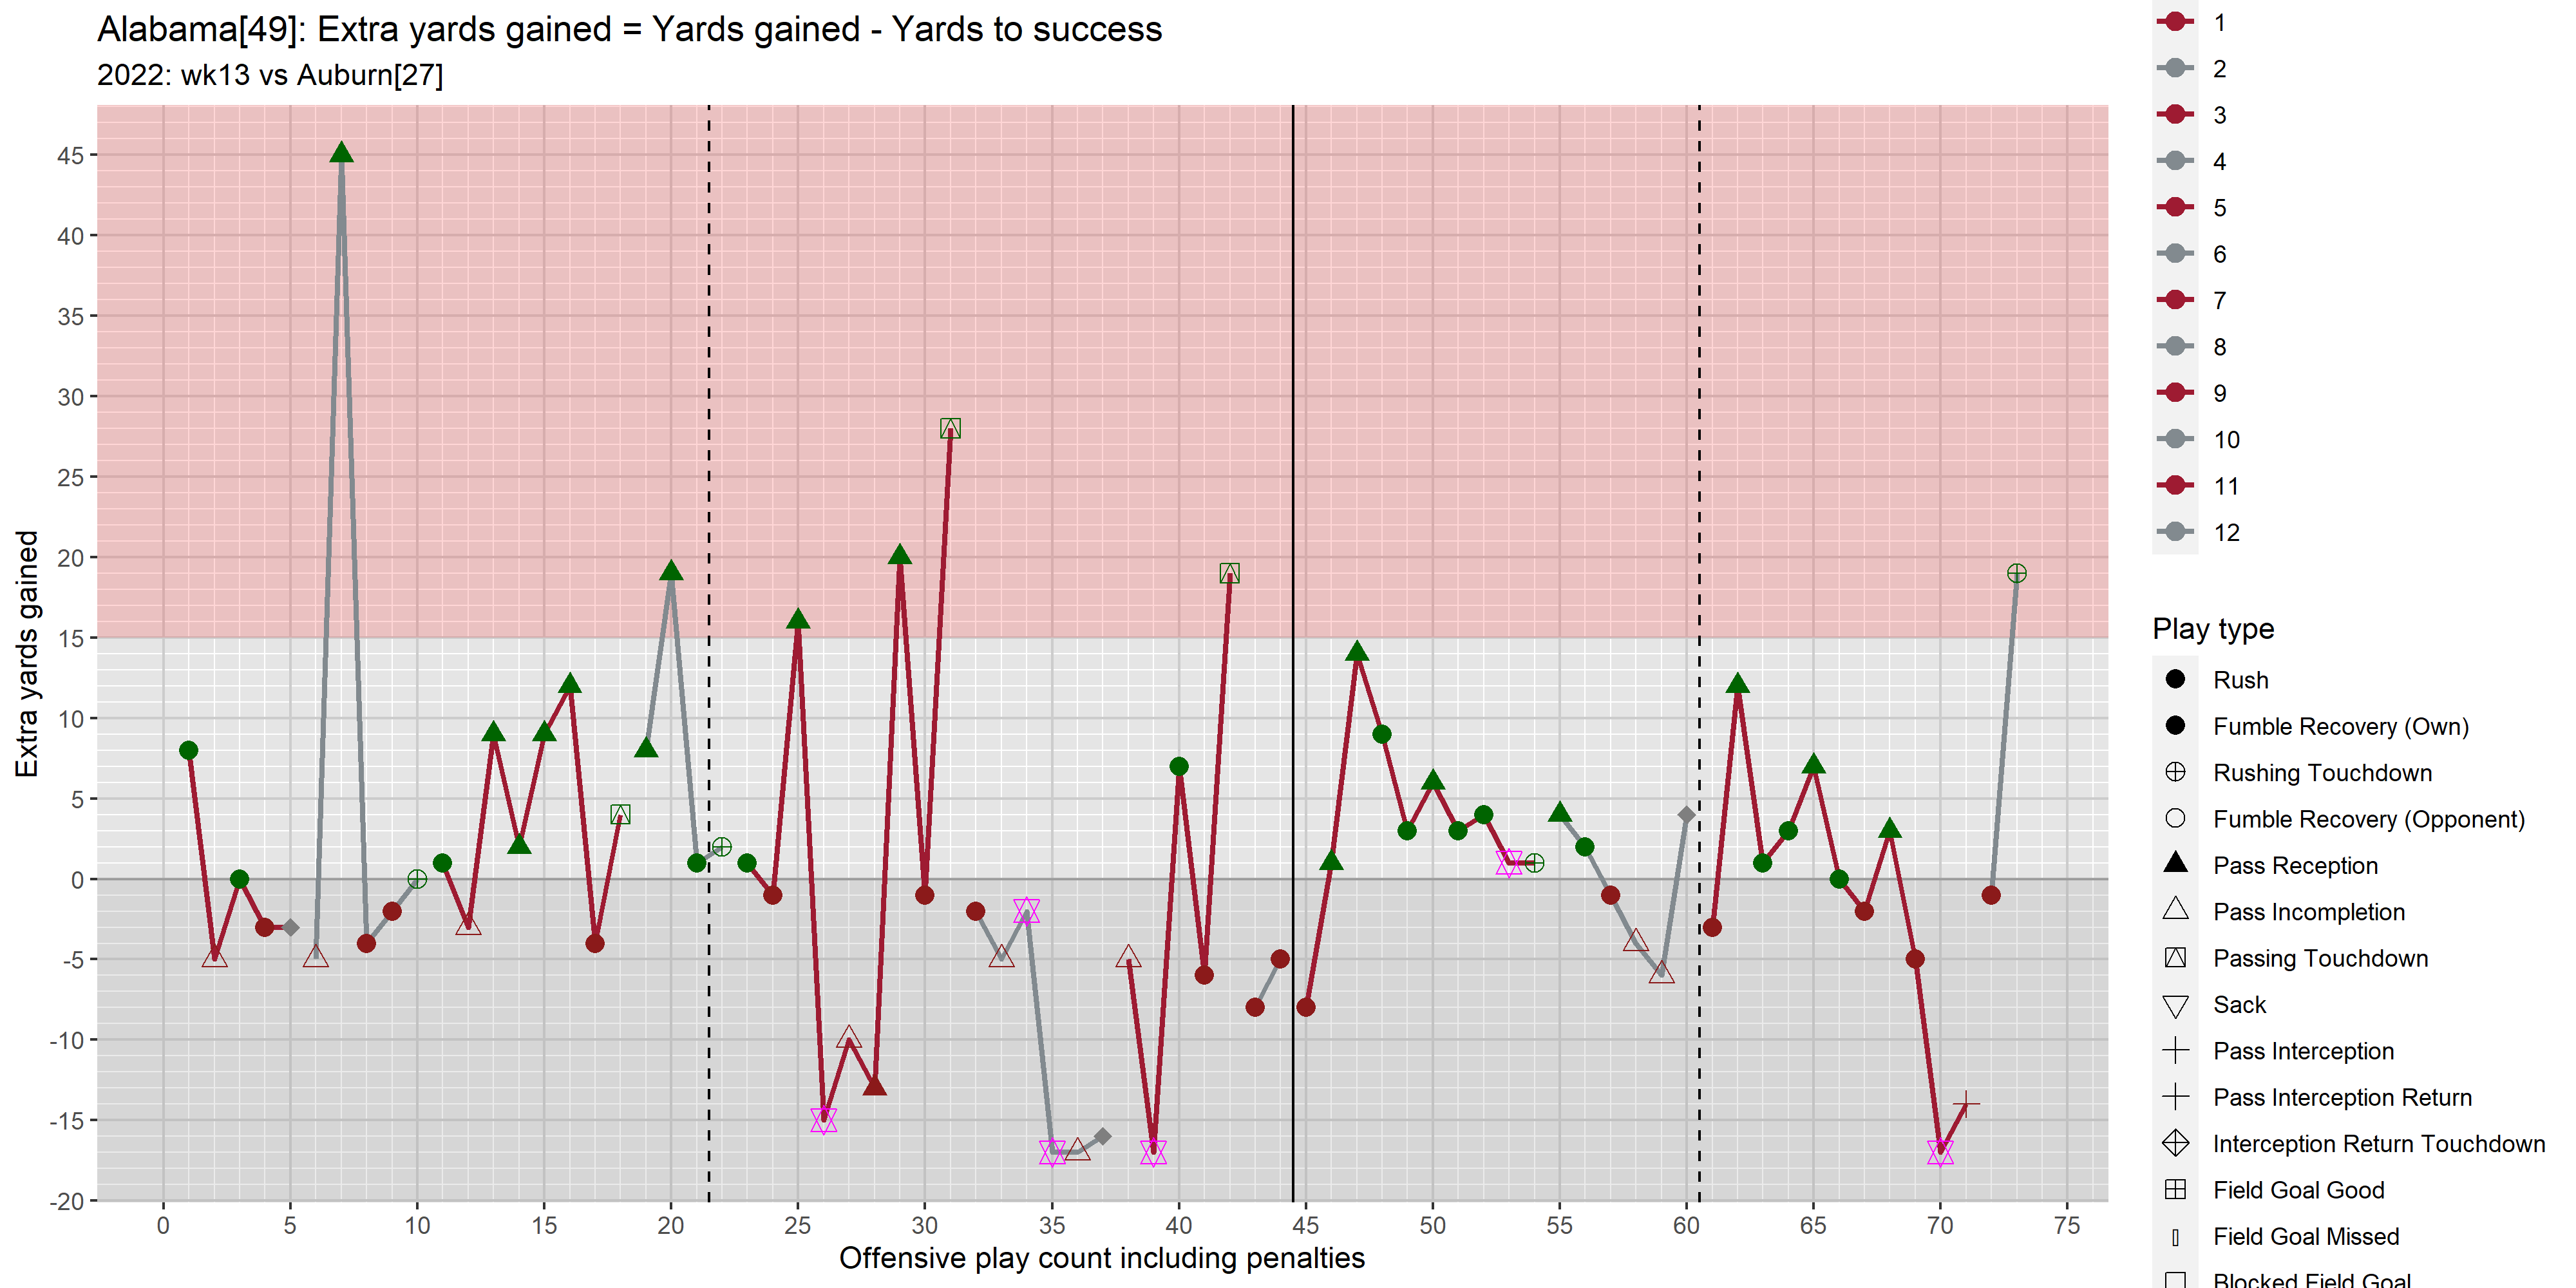 Alabama[49]: Extra yards gained = Yards gained - Yards to success
2022: wk13 vs Auburn[27]
Extra yards gained
45
40
35
30
25
20
15
10
5
0
-5
-10
-15
-20
0 5 10 15 20 25 30 35 40 45 50 55 60 65 70 75
Offensive play count including penalties
1
2
3
4
5
6
7
8
9
10
11
12
Play type
Rush
Fumble Recovery (Own)
Rushing Touchdown
Fumble Recovery (Opponent)
Pass Reception
Pass Incompletion
Passing Touchdown
Sack
Pass Interception
Pass Interception Return
Interception Return Touchdown
Field Goal Good
Field Goal Missed
Blocked Field Goal